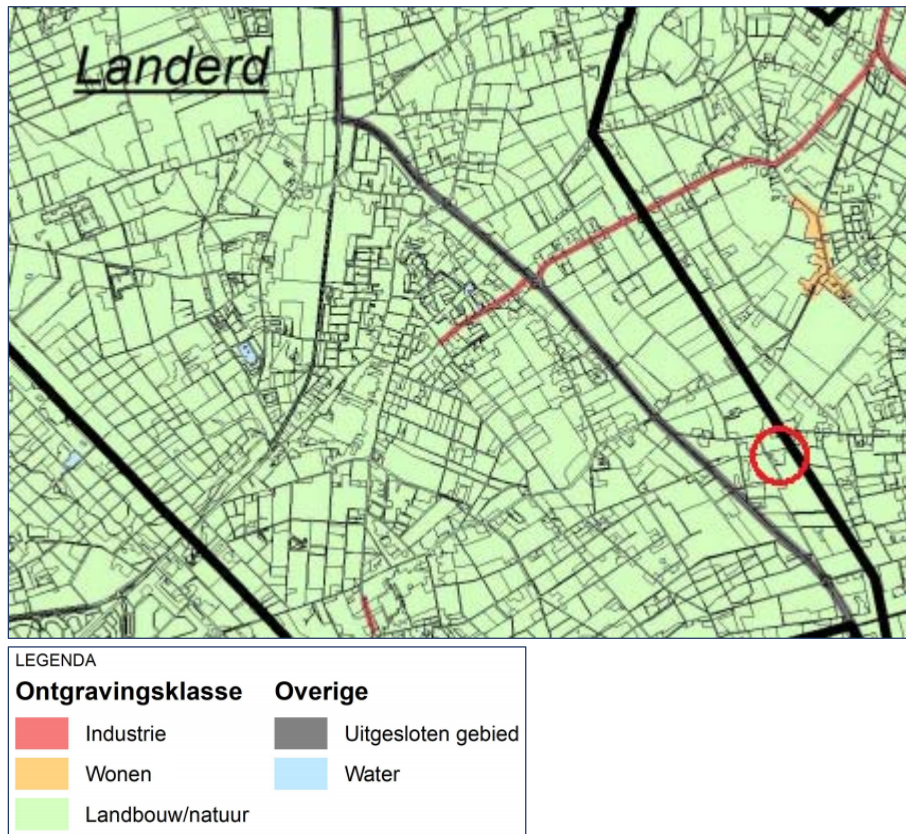 Landerd
LEGENDA
Ontgravingsklasse Overige
Industrie Uitgesloten gebied
Wonen Water
Landbouw/natuur